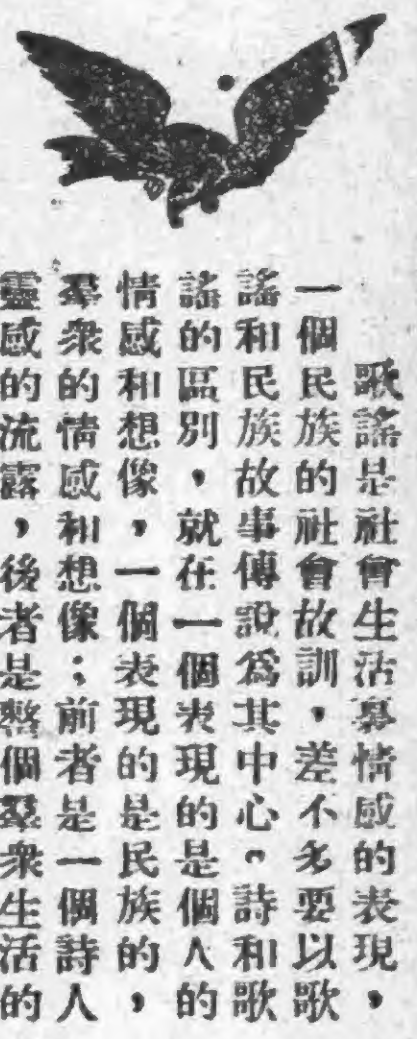 歌謠是社會生活羣情感的表現，
一個民族的社會故訓，差不多要以歌
謠和民族故事傳說爲其中心。詩和歌
謠的區別，就在一個表現的是個人的
情感和想像，一個表現的是民族的，
羣衆的情感和想像；前者是一個詩人
靈感的流露，後者是整個羣衆生活的